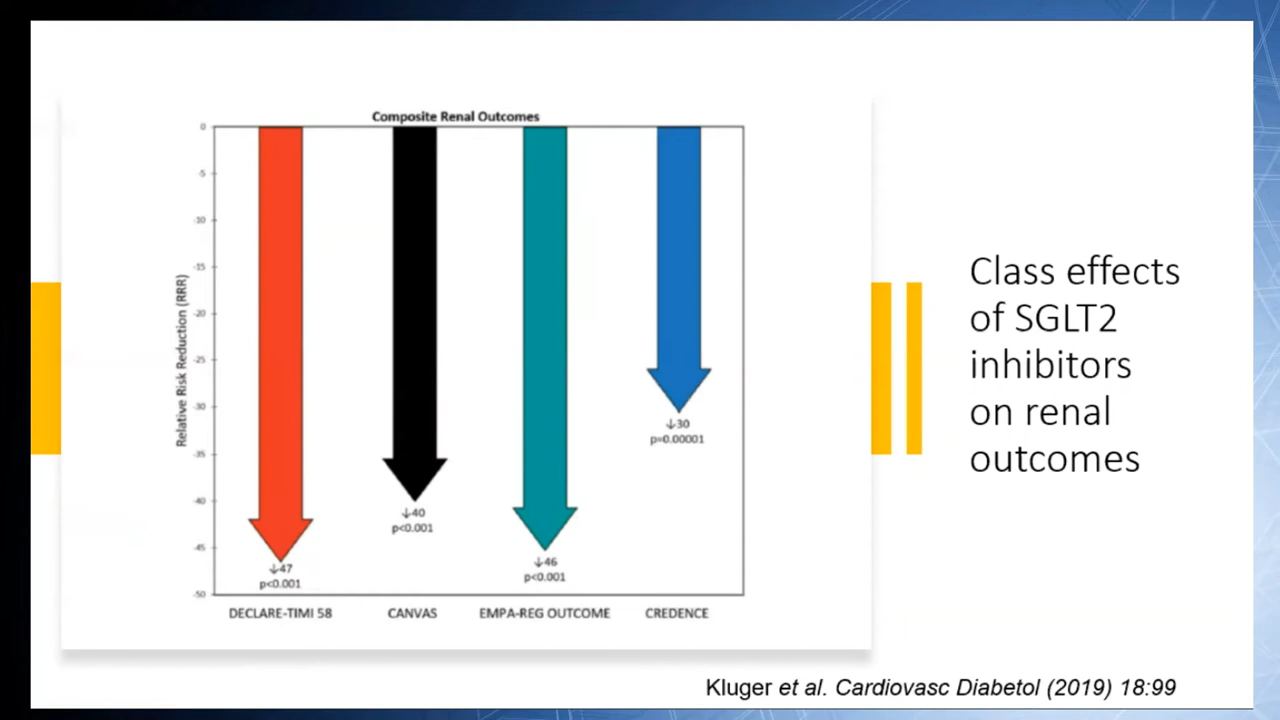 Composite Renal Outcomes
Relative Risk Reduction (RRR)
0
-5
-10
-15
-20
-25
-30
-35
-40
-45
-50
↓47
p<0.001
↓40
p<0.001
↓46
p<0.001
↓30
p=0.00001
DECLARE-TIMI 58
CANVAS
EMPA-REG OUTCOME
CREDENCE
Class effects
of SGLT2
inhibitors
on renal
outcomes
Kluger et al. Cardiovasc Diabetol (2019) 18:99